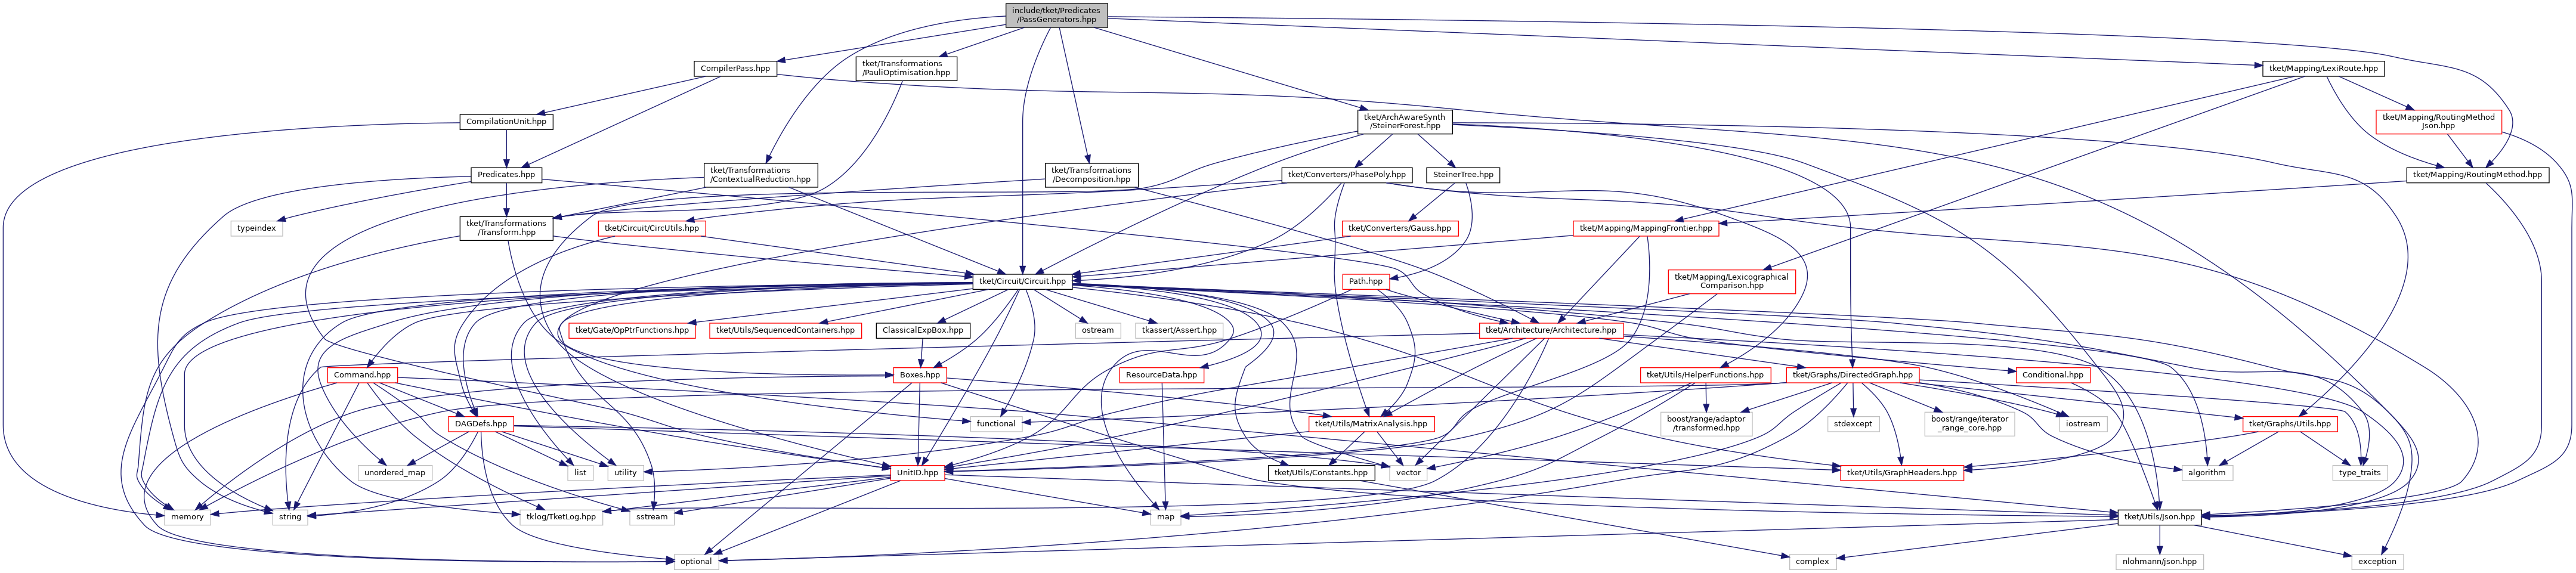 include/tket/Predicates
/PassGenerators.hpp
CompilerPass.hpp
tket/Transformations
/PauliOptimisation.hpp
tket/Mapping/LexiRoute.hpp
CompilationUnit.hpp
tket/ArchAwareSynth
/SteinerForest.hpp
tket/Mapping/RoutingMethod
Json.hpp
Predicates.hpp
tket/Transformations
/ContextualReduction.hpp
tket/Transformations
/Decomposition.hpp
tket/Converters/PhasePoly.hpp
SteinerTree.hpp
tket/Mapping/RoutingMethod.hpp
typeindex
tket/Transformations
/Transform.hpp
tket/Circuit/CircUtils.hpp
tket/Converters/Gauss.hpp
tket/Mapping/MappingFrontier.hpp
tket/Circuit/Circuit.hpp
Path.hpp
tket/Mapping/Lexicographical
Comparison.hpp
tket/Gate/OpPtrFunctions.hpp
tket/Utils/SequencedContainers.hpp
ClassicalExpBox.hpp
ostream
tkassert/Assert.hpp
tket/Architecture/Architecture.hpp
Command.hpp
Boxes.hpp
ResourceData.hpp
tket/Utils/HelperFunctions.hpp
tket/Graphs/DirectedGraph.hpp
Conditional.hpp
DAGDefs.hpp
functional
tket/Utils/MatrixAnalysis.hpp
boost/range/adaptor
/transformed.hpp
stdexcept
boost/range/iterator
_range_core.hpp
iostream
tket/Graphs/Utils.hpp
unordered_map
list
utility
UnitID.hpp
tket/Utils/Constants.hpp
vector
tket/Utils/GraphHeaders.hpp
algorithm
type_traits
memory
string
tklog/TketLog.hpp
sstream
map
tket/Utils/Json.hpp
optional
complex
nlohmann/json.hpp
exception